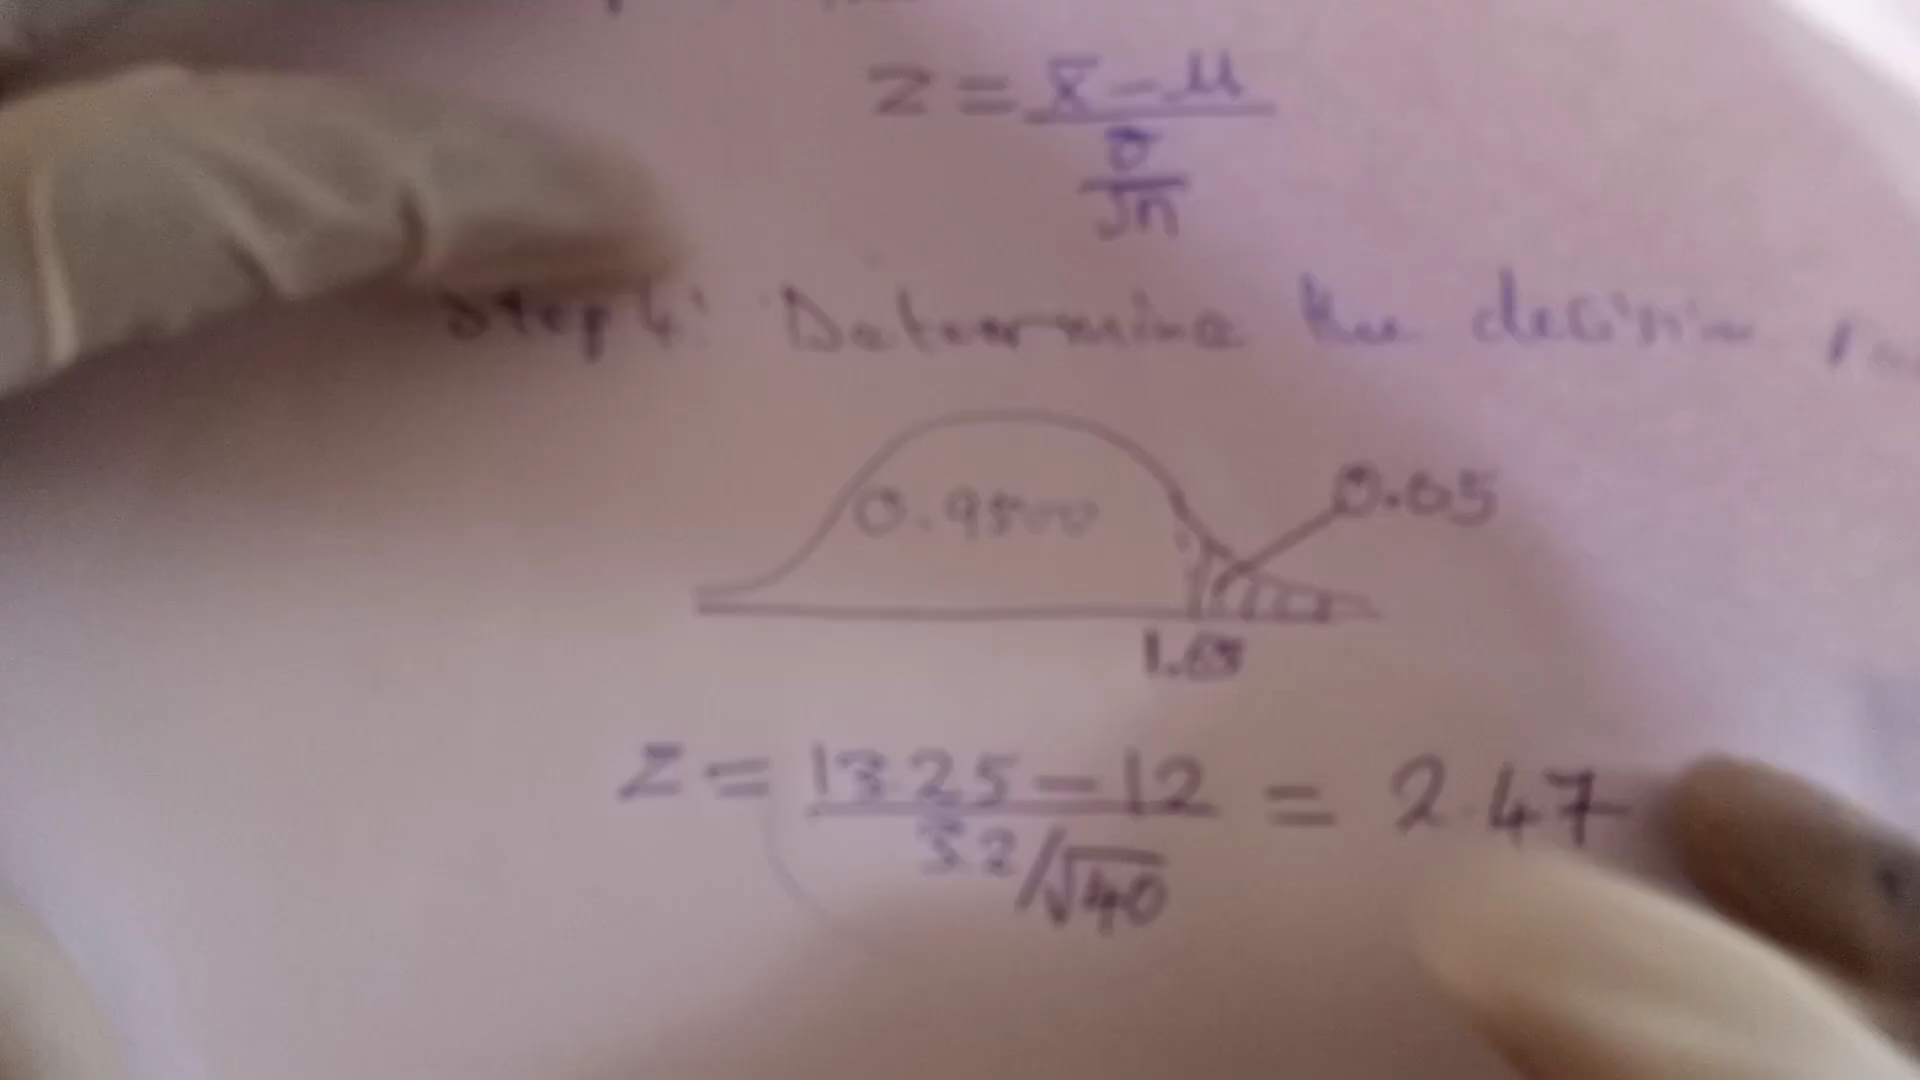 Z = x̄ - μ
σ
√n
Step 4: Determine the decision
0.9500
0.05
1.65
Z = 13.25 - 12 = 2.47
3.2/√40